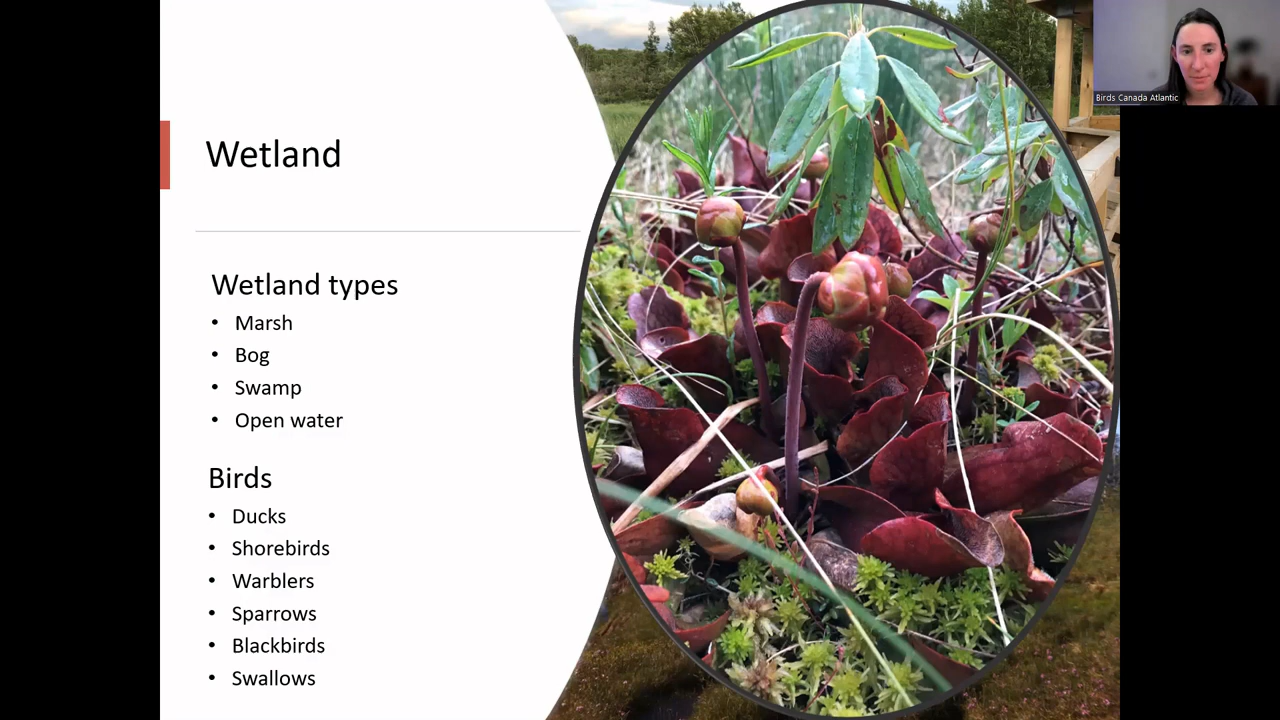 Wetland
Wetland types
• Marsh
• Bog
• Swamp
• Open water
Birds
• Ducks
• Shorebirds
• Warblers
• Sparrows
• Blackbirds
• Swallows
Birds Canada Atlantic